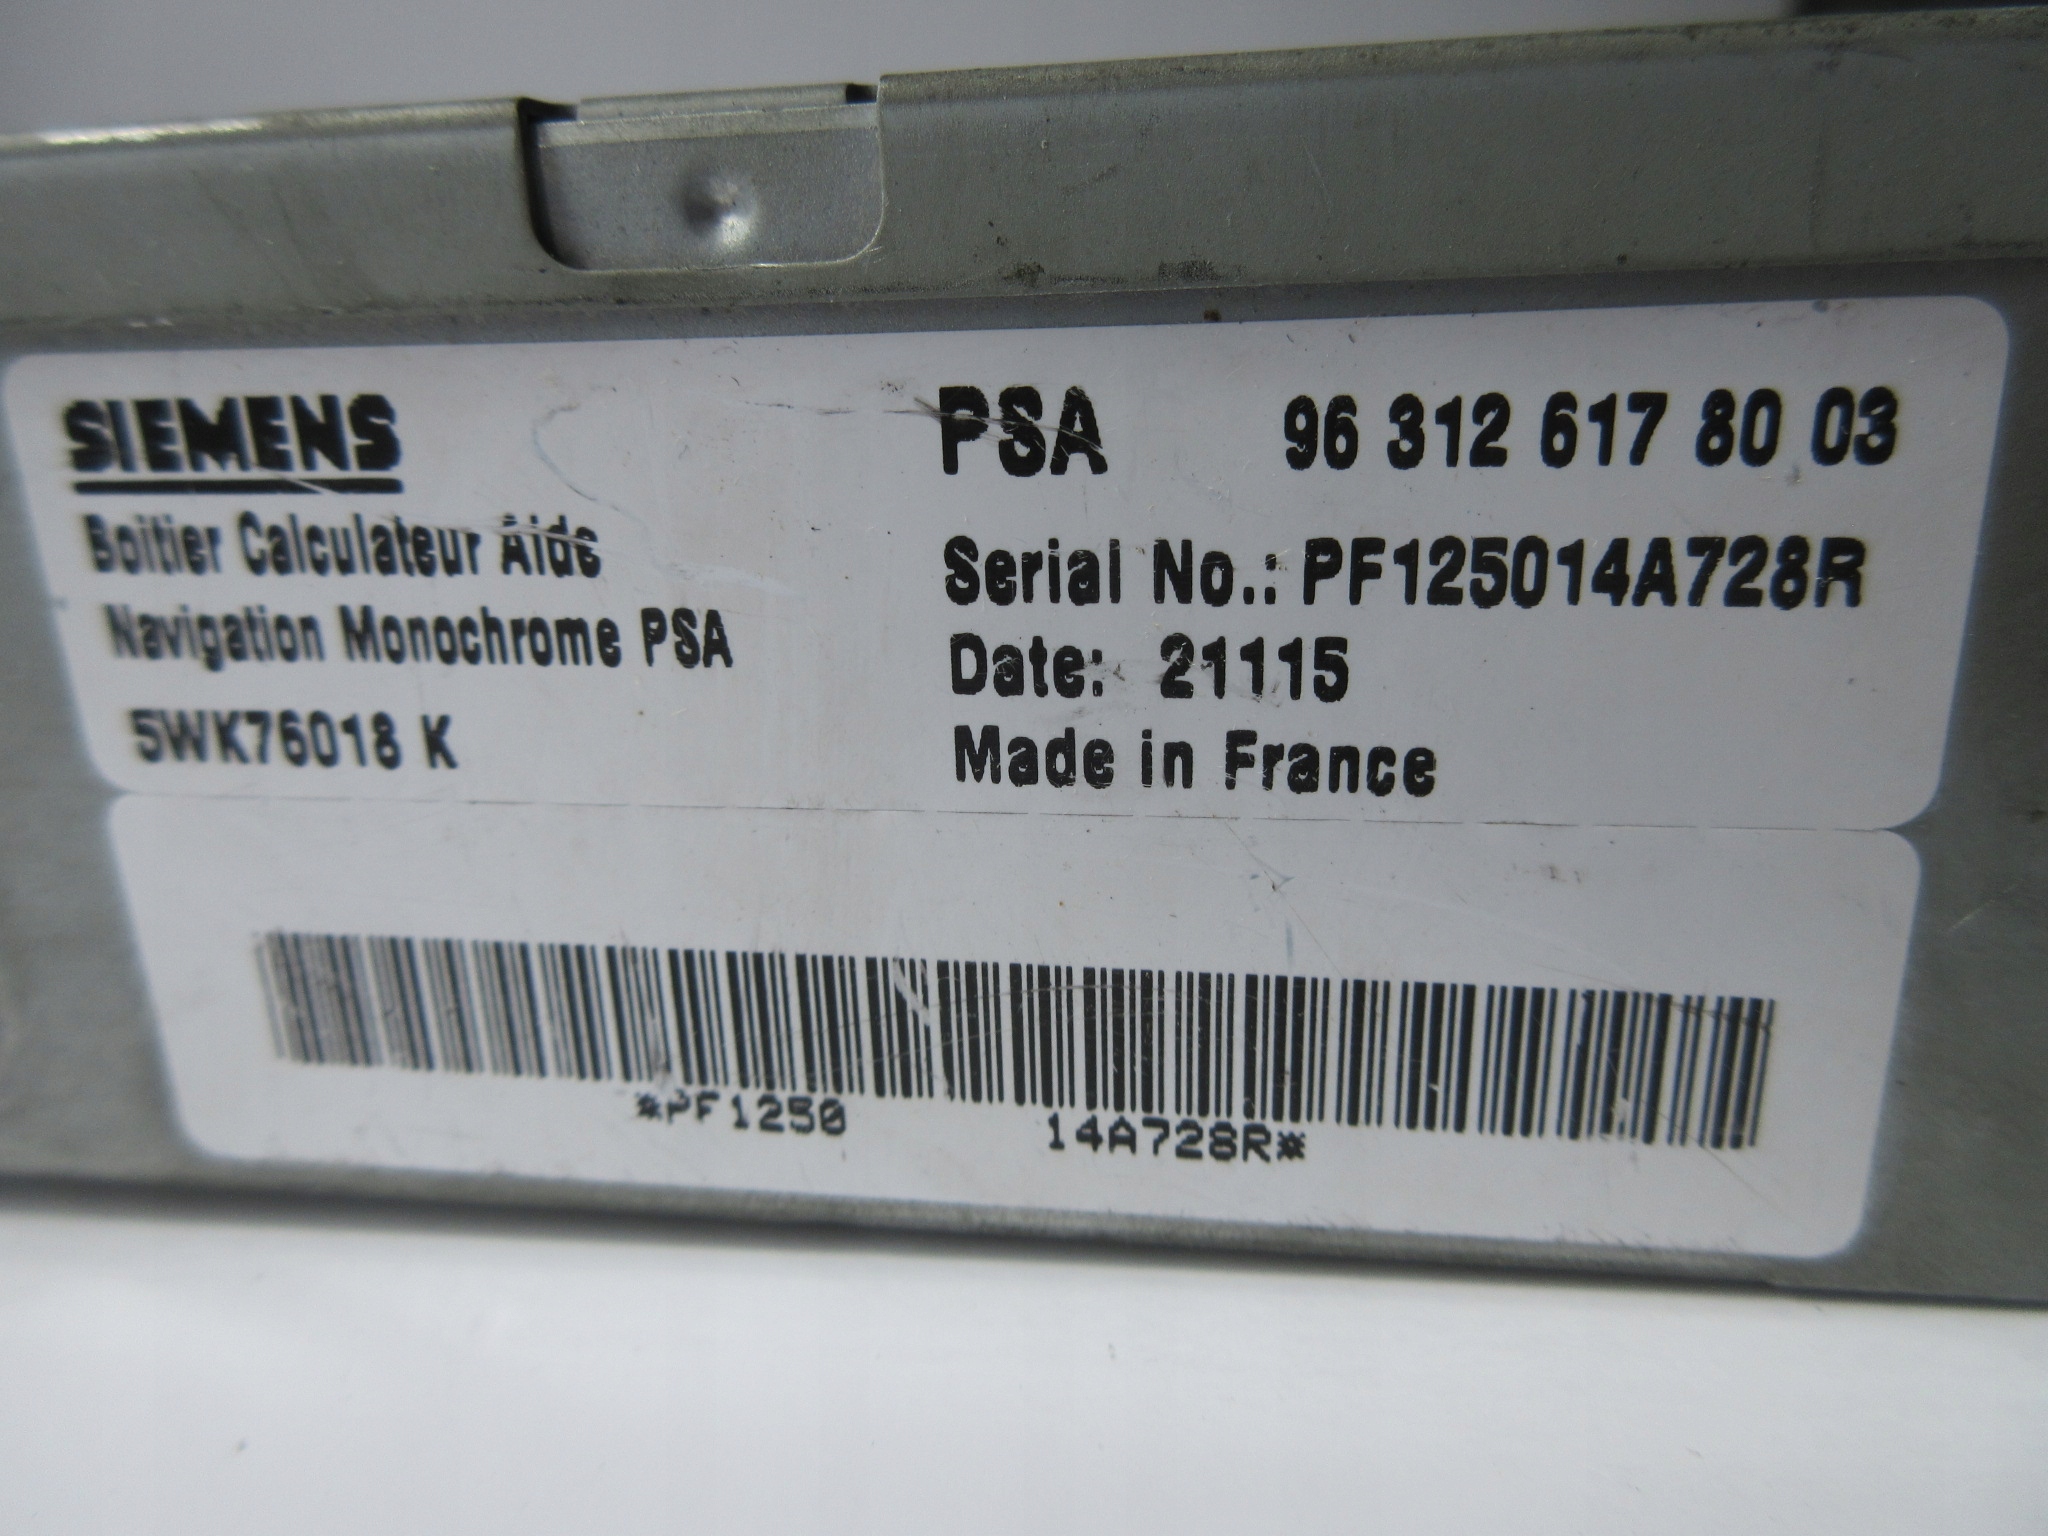 SIEMENS
Boitier Calculateur Aide
Navigation Monochrome PSA
5WK76018 K
PSA 96 312 617 80 03
Serial No.: PF125014A728R
Date: 21115
Made in France
*PF1250 14A728R*